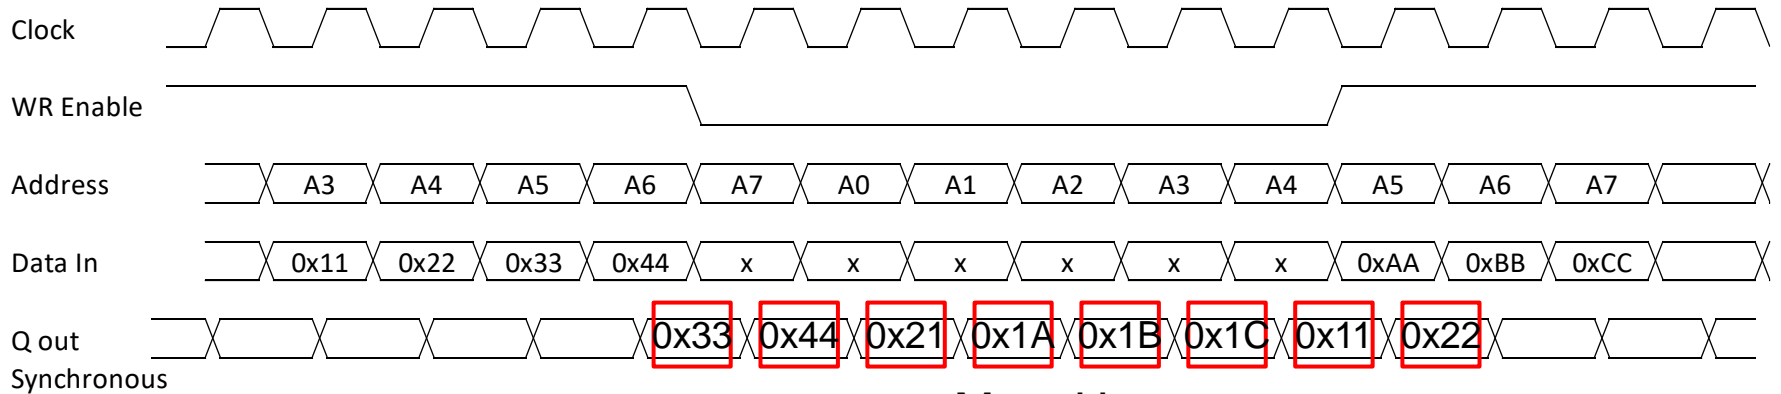 Clock
WR Enable
Address A3 A4 A5 A6 A7 A0 A1 A2 A3 A4 A5 A6 A7
Data In 0x11 0x22 0x33 0x44 x x x x x x 0xAA 0xBB 0xCC
Q out 0x33 0x44 0x21 0x1A 0x1B 0x1C 0x11 0x22
Synchronous